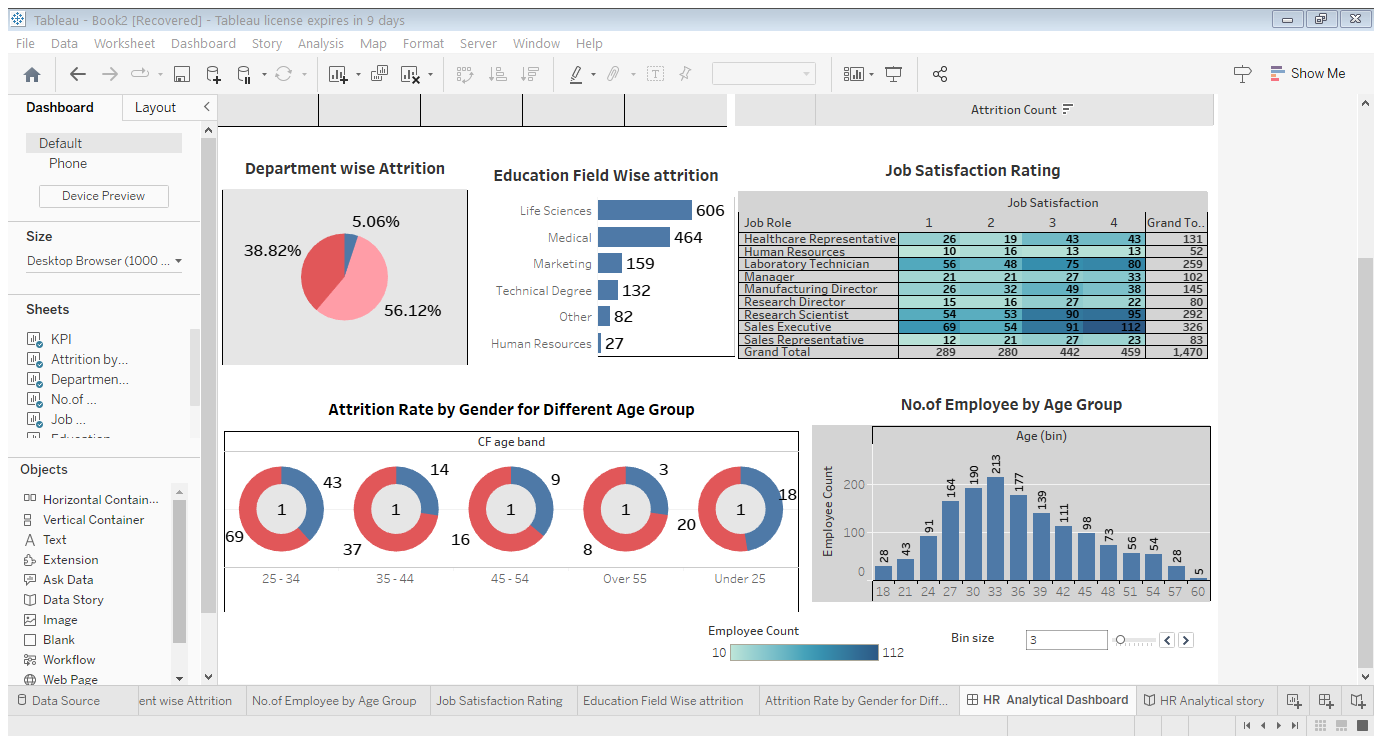 Tableau - Book2 [Recovered] - Tableau license expires in 9 days
File Data Worksheet Dashboard Story Analysis Map Format Server Window Help
Show Me
Dashboard Layout
Default
Phone
Device Preview
Size
Desktop Browser (1000 ...
Sheets
KPI
Attrition by...
Departmen...
No.of ...
Job ...
Education
Objects
Horizontal Contain...
Vertical Container
Text
Extension
Ask Data
Data Story
Image
Blank
Workflow
Web Page
Attrition Count
Department wise Attrition
5.06%
38.82%
56.12%
Education Field Wise attrition
Life Sciences 606
Medical 464
Marketing 159
Technical Degree 132
Other 82
Human Resources 27
Job Satisfaction Rating
Job Satisfaction
Job Role 1 2 3 4 Grand To..
Healthcare Representative 26 19 43 43 131
Human Resources 10 16 13 13 52
Laboratory Technician 56 48 75 80 259
Manager 21 21 27 33 102
Manufacturing Director 26 32 49 38 145
Research Director 15 16 27 22 80
Research Scientist 54 53 90 95 292
Sales Executive 69 54 91 112 326
Sales Representative 12 21 27 23 83
Grand Total 289 280 442 459 1,470
Attrition Rate by Gender for Different Age Group
CF age band
43 14 9 3 18
1 1 1 1 1
69 37 16 8 20
25 - 34 35 - 44 45 - 54 Over 55 Under 25
No.of Employee by Age Group
Age (bin)
Employee Count
200
100
0
28 43 91 164 190 213 177 139 111 98 73 56 54 28 5
18 21 24 27 30 33 36 39 42 45 48 51 54 57 60
Employee Count
10 112
Bin size 3
Data Source ent wise Attrition No.of Employee by Age Group Job Satisfaction Rating Education Field Wise attrition Attrition Rate by Gender for Diff... HR Analytical Dashboard HR Analytical story